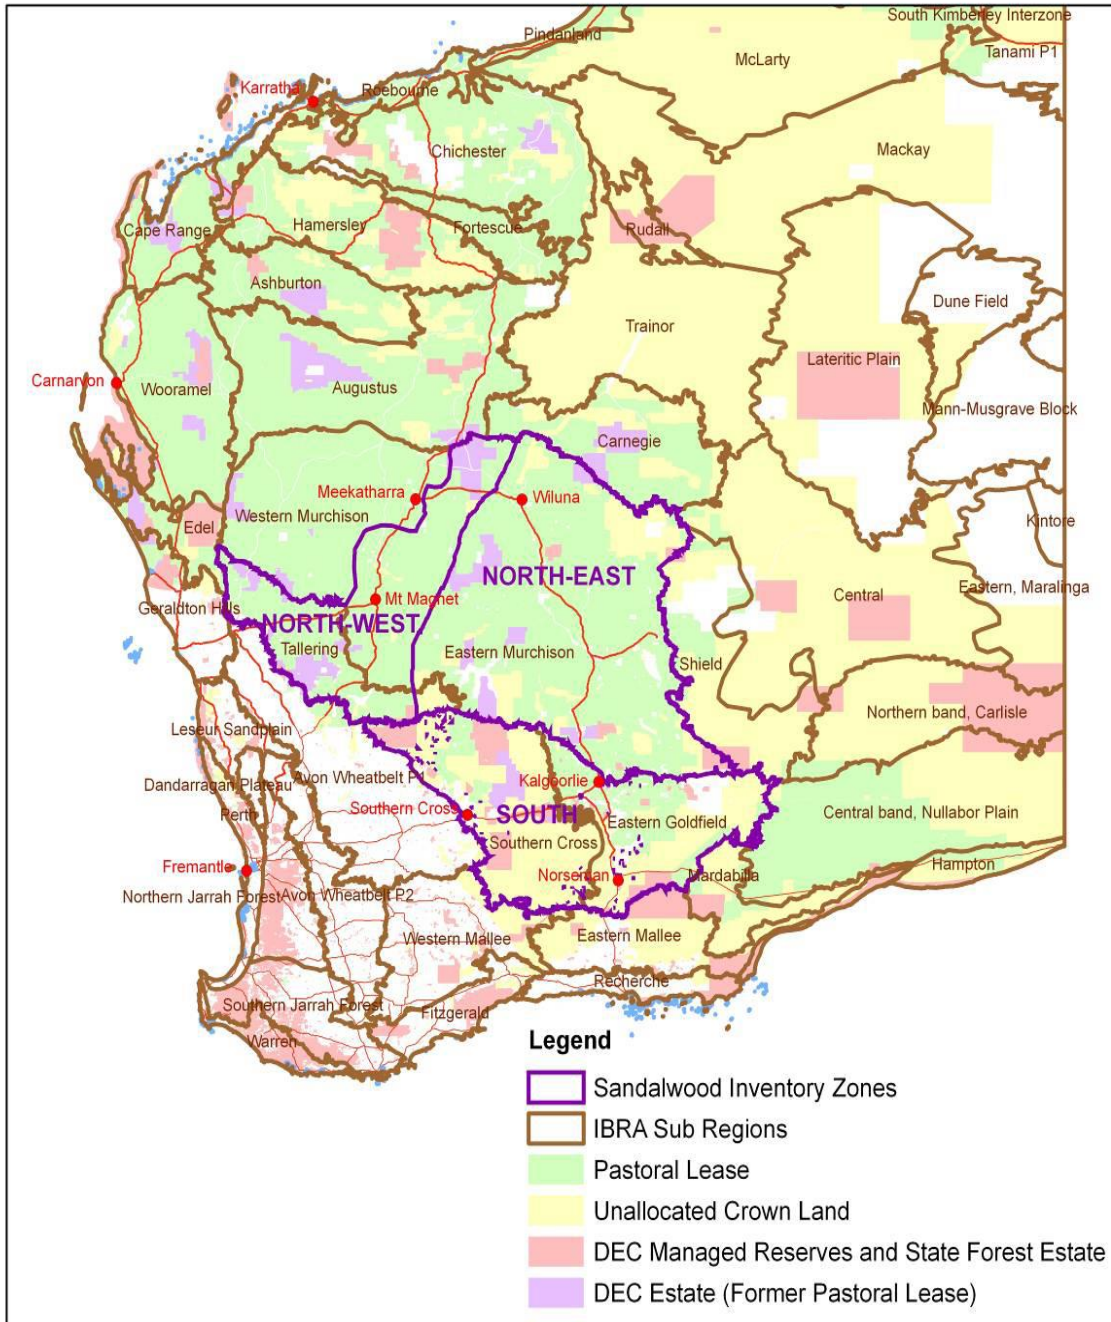 South Kimberley Interzone
Pindanland
Tanami P1
McLarty
Karratha
Roebourne
Chichester
Mackay
Cape Range
Hamersley
Fortescue
Rudall
Ashburton
Dune Field
Trainor
Lateritic Plain
Carnarvon
Wooramel
Augustus
Mann-Musgrave Block
Carnegie
Meekatharra
Wiluna
Western Murchison
Edel
Kintore
NORTH-EAST
Eastern, Maralinga
Central
Mt Magnet
Geraldton Hills
NORTH-WEST
Tallering
Eastern Murchison
Shield
Northern band, Carlisle
Leseur Sandplain
Avon Wheatbelt P1
Dandarragan Plateau
Kalgoorlie
Southern Cross
SOUTH
Perth
Eastern Goldfield
Central band, Nullabor Plain
Southern Cross
Fremantle
Norseman
Mardabilla
Hampton
Northern Jarrah Forest
Avon Wheatbelt P2
Western Mallee
Eastern Mallee
Recherche
Southern Jarrah Forest
Fitzgerald
Warren
Legend
Sandalwood Inventory Zones
IBRA Sub Regions
Pastoral Lease
Unallocated Crown Land
DEC Managed Reserves and State Forest Estate
DEC Estate (Former Pastoral Lease)